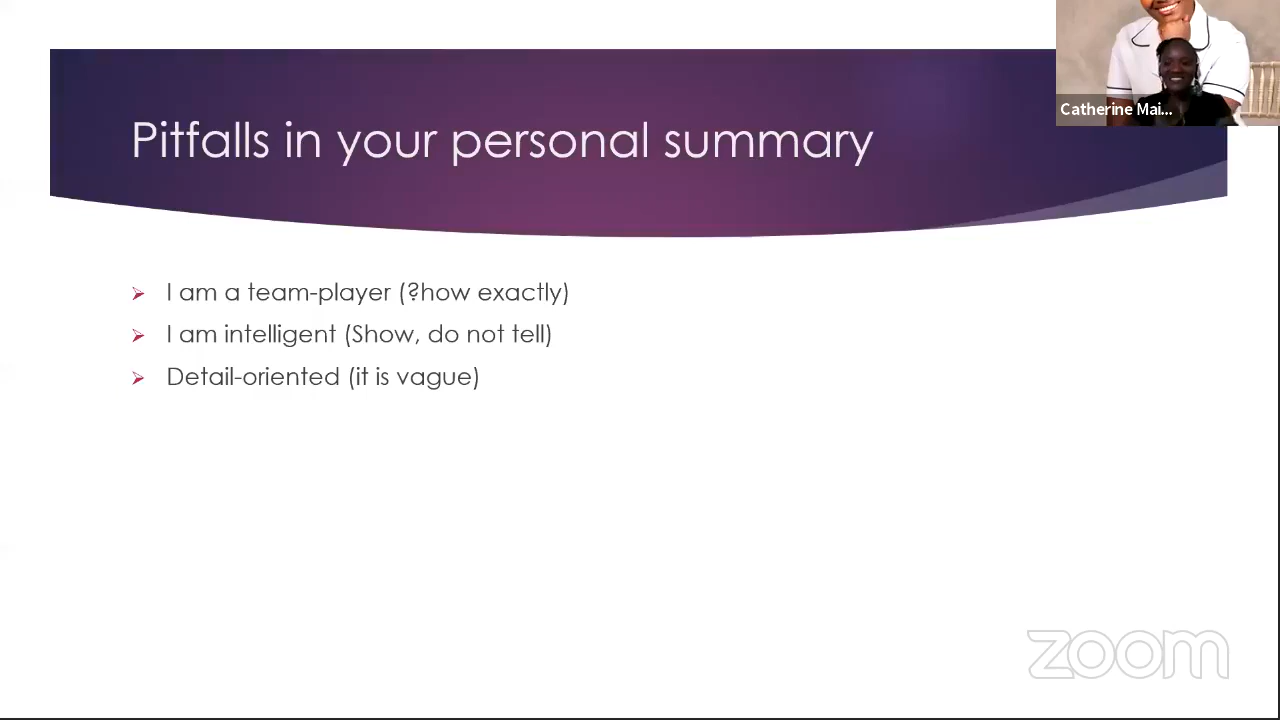 Catherine Mai...
Pitfalls in your personal summary
I am a team-player (?how exactly)
I am intelligent (Show, do not tell)
Detail-oriented (it is vague)
zoom